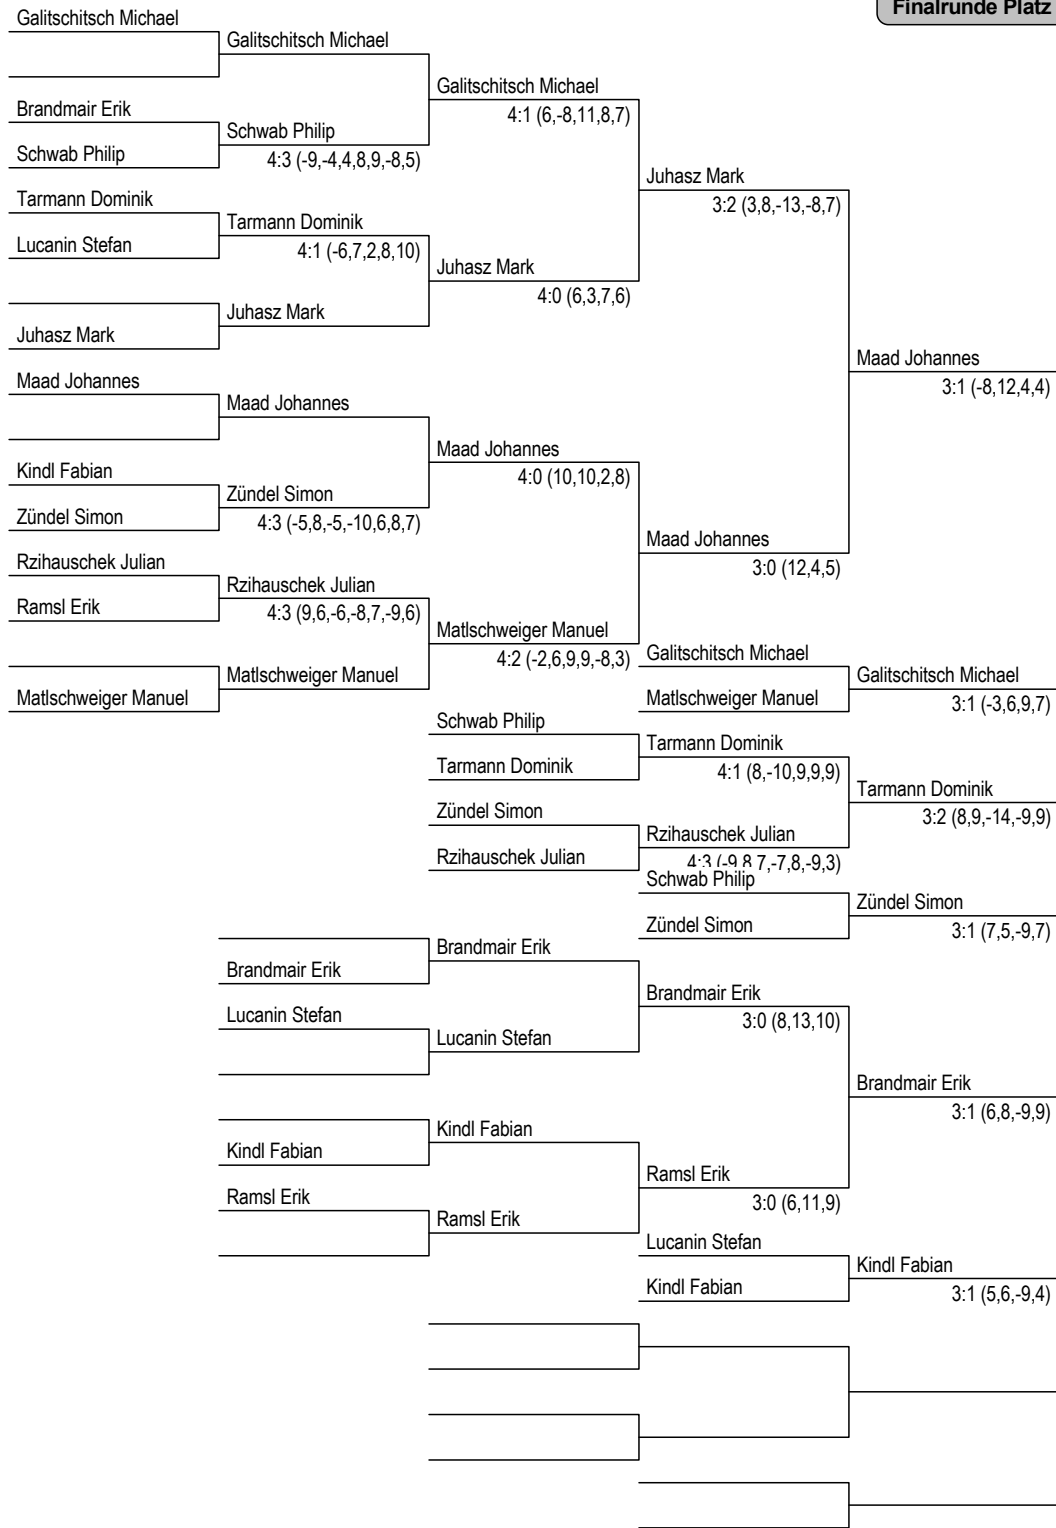 Finalrunde Platz
Galitschitsch Michael
Galitschitsch Michael
Galitschitsch Michael
4:1 (6,-8,11,8,7)
Brandmair Erik
Schwab Philip
Schwab Philip
4:3 (-9,-4,4,8,9,-8,5)
Juhasz Mark
3:2 (3,8,-13,-8,7)
Tarmann Dominik
Tarmann Dominik
Lucanin Stefan
4:1 (-6,7,2,8,10)
Juhasz Mark
4:0 (6,3,7,6)
Juhasz Mark
Juhasz Mark
Maad Johannes
3:1 (-8,12,4,4)
Maad Johannes
Maad Johannes
Maad Johannes
4:0 (10,10,2,8)
Kindl Fabian
Zündel Simon
Zündel Simon
4:3 (-5,8,-5,-10,6,8,7)
Maad Johannes
3:0 (12,4,5)
Rzihauschek Julian
Rzihauschek Julian
Ramsl Erik
4:3 (9,6,-6,-8,7,-9,6)
Matlschweiger Manuel
4:2 (-2,6,9,9,-8,3)
Matlschweiger Manuel
Matlschweiger Manuel
Galitschitsch Michael
Galitschitsch Michael
Matlschweiger Manuel
3:1 (-3,6,9,7)
Schwab Philip
Tarmann Dominik
Tarmann Dominik
4:1 (8,-10,9,9,9)
Tarmann Dominik
3:2 (8,9,-14,-9,9)
Zündel Simon
Rzihauschek Julian
Rzihauschek Julian
4:3 (-9,8,7,-7,8,-9,3)
Schwab Philip
Zündel Simon
Zündel Simon
3:1 (7,5,-9,7)
Brandmair Erik
Brandmair Erik
Brandmair Erik
3:0 (8,13,10)
Lucanin Stefan
Lucanin Stefan
Brandmair Erik
3:1 (6,8,-9,9)
Kindl Fabian
Kindl Fabian
Ramsl Erik
3:0 (6,11,9)
Ramsl Erik
Ramsl Erik
Lucanin Stefan
Kindl Fabian
Kindl Fabian
3:1 (5,6,-9,4)